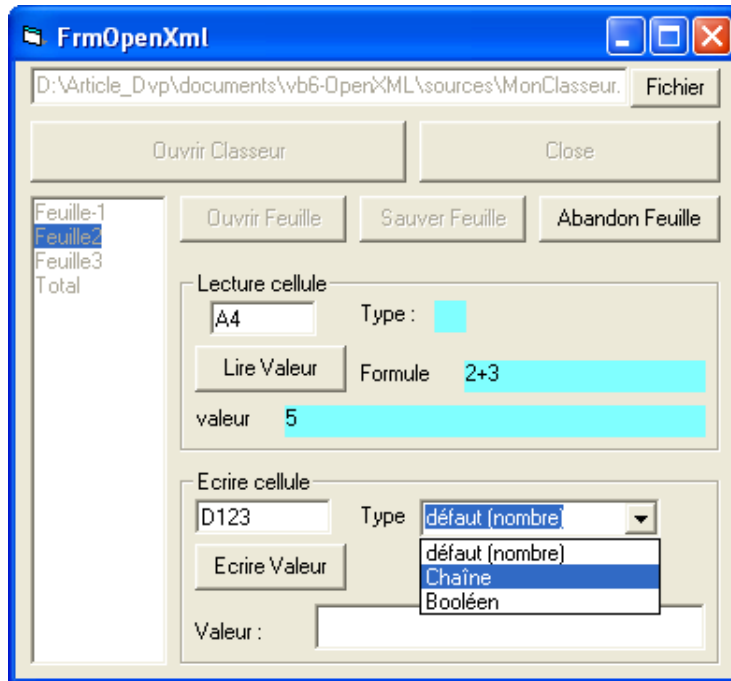 FrmOpenXml
D:\Article_Dvp\documents\vb6-OpenXML\sources\MonClasseur. Fichier
Ouvrir Classeur Close
Feuille-1
Feuille2
Feuille3
Total
Ouvrir Feuille Sauver Feuille Abandon Feuille
Lecture cellule
A4 Type :
Lire Valeur Formule 2+3
valeur 5
Ecrire cellule
D123 Type défaut (nombre)
défaut (nombre)
Chaîne
Booléen
Ecrire Valeur
Valeur :